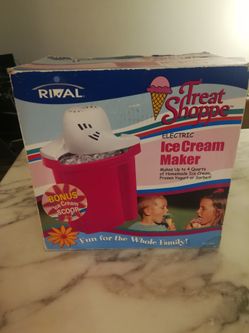 RIVAL
Treat
Shoppe
ELECTRIC
Ice Cream
Maker
Makes Up to 4 Quarts
of Homemade Ice Cream,
Frozen Yogurt or Sorbet!
BONUS
Ice Cream
SCOOP
Fun for the Whole Family!